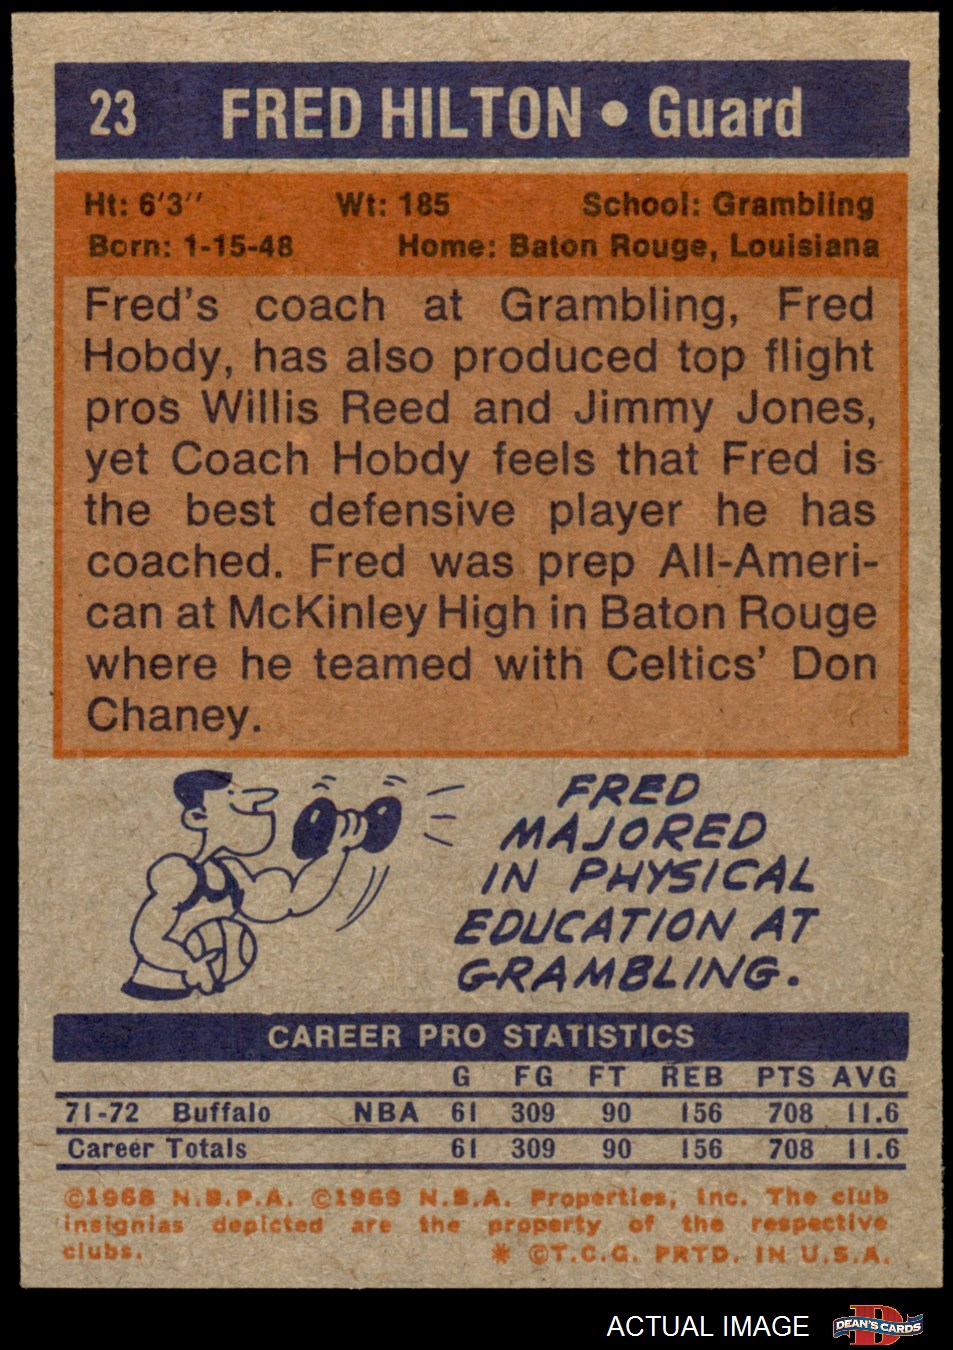 23 FRED HILTON • Guard
Ht: 6'3'' Wt: 185 School: Grambling
Born: 1-15-48 Home: Baton Rouge, Louisiana
Fred's coach at Grambling, Fred
Hobdy, has also produced top flight
pros Willis Reed and Jimmy Jones,
yet Coach Hobdy feels that Fred is
the best defensive player he has
coached. Fred was prep All-Ameri-
can at McKinley High in Baton Rouge
where he teamed with Celtics' Don
Chaney.
FRED
MAJORED
IN PHYSICAL
EDUCATION AT
GRAMBLING.
CAREER PRO STATISTICS
G FG FT REB PTS AVG
71-72 Buffalo NBA 61 309 90 156 708 11.6
Career Totals 61 309 90 156 708 11.6
©1968 N.B.P.A. ©1969 N.B.A. Properties, Inc. The club
insignias depicted are the property of the respective
clubs. * ©T.C.G. PRTD. IN U.S.A.
ACTUAL IMAGE
D
DEAN'S CARDS